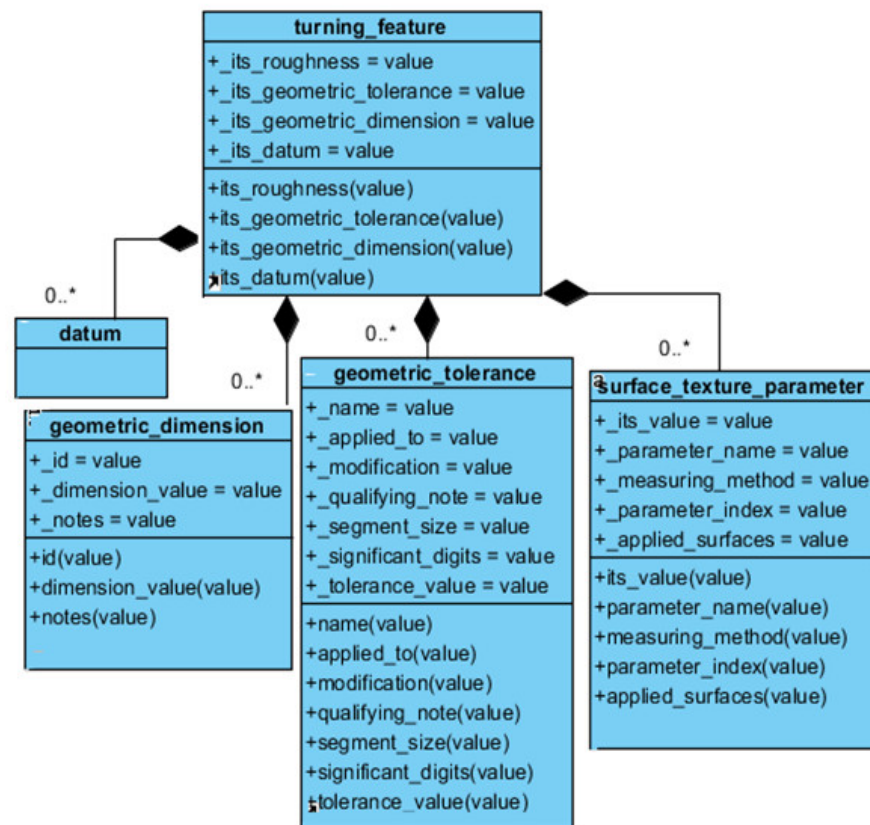 turning_feature
+_its_roughness = value
+_its_geometric_tolerance = value
+_its_geometric_dimension = value
+_its_datum = value
+its_roughness(value)
+its_geometric_tolerance(value)
+its_geometric_dimension(value)
+its_datum(value)
0..*
datum
0..*
geometric_dimension
+_id = value
+_dimension_value = value
+_notes = value
+id(value)
+dimension_value(value)
+notes(value)
0..*
geometric_tolerance
+_name = value
+_applied_to = value
+_modification = value
+_qualifying_note = value
+_segment_size = value
+_significant_digits = value
+_tolerance_value = value
+name(value)
+applied_to(value)
+modification(value)
+qualifying_note(value)
+segment_size(value)
+significant_digits(value)
+tolerance_value(value)
0..*
surface_texture_parameter
+_its_value = value
+_parameter_name = value
+_measuring_method = value
+_parameter_index = value
+_applied_surfaces = value
+its_value(value)
+parameter_name(value)
+measuring_method(value)
+parameter_index(value)
+applied_surfaces(value)